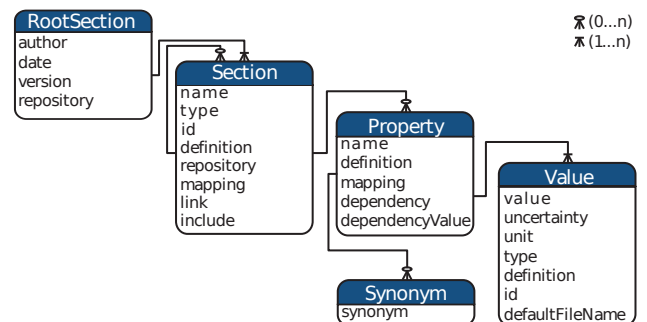 RootSection
author
date
version
repository
(0...n)
(1...n)
Section
name
type
id
definition
repository
mapping
link
include
Property
name
definition
mapping
dependency
dependencyValue
Value
value
uncertainty
unit
type
definition
id
defaultFileName
Synonym
synonym